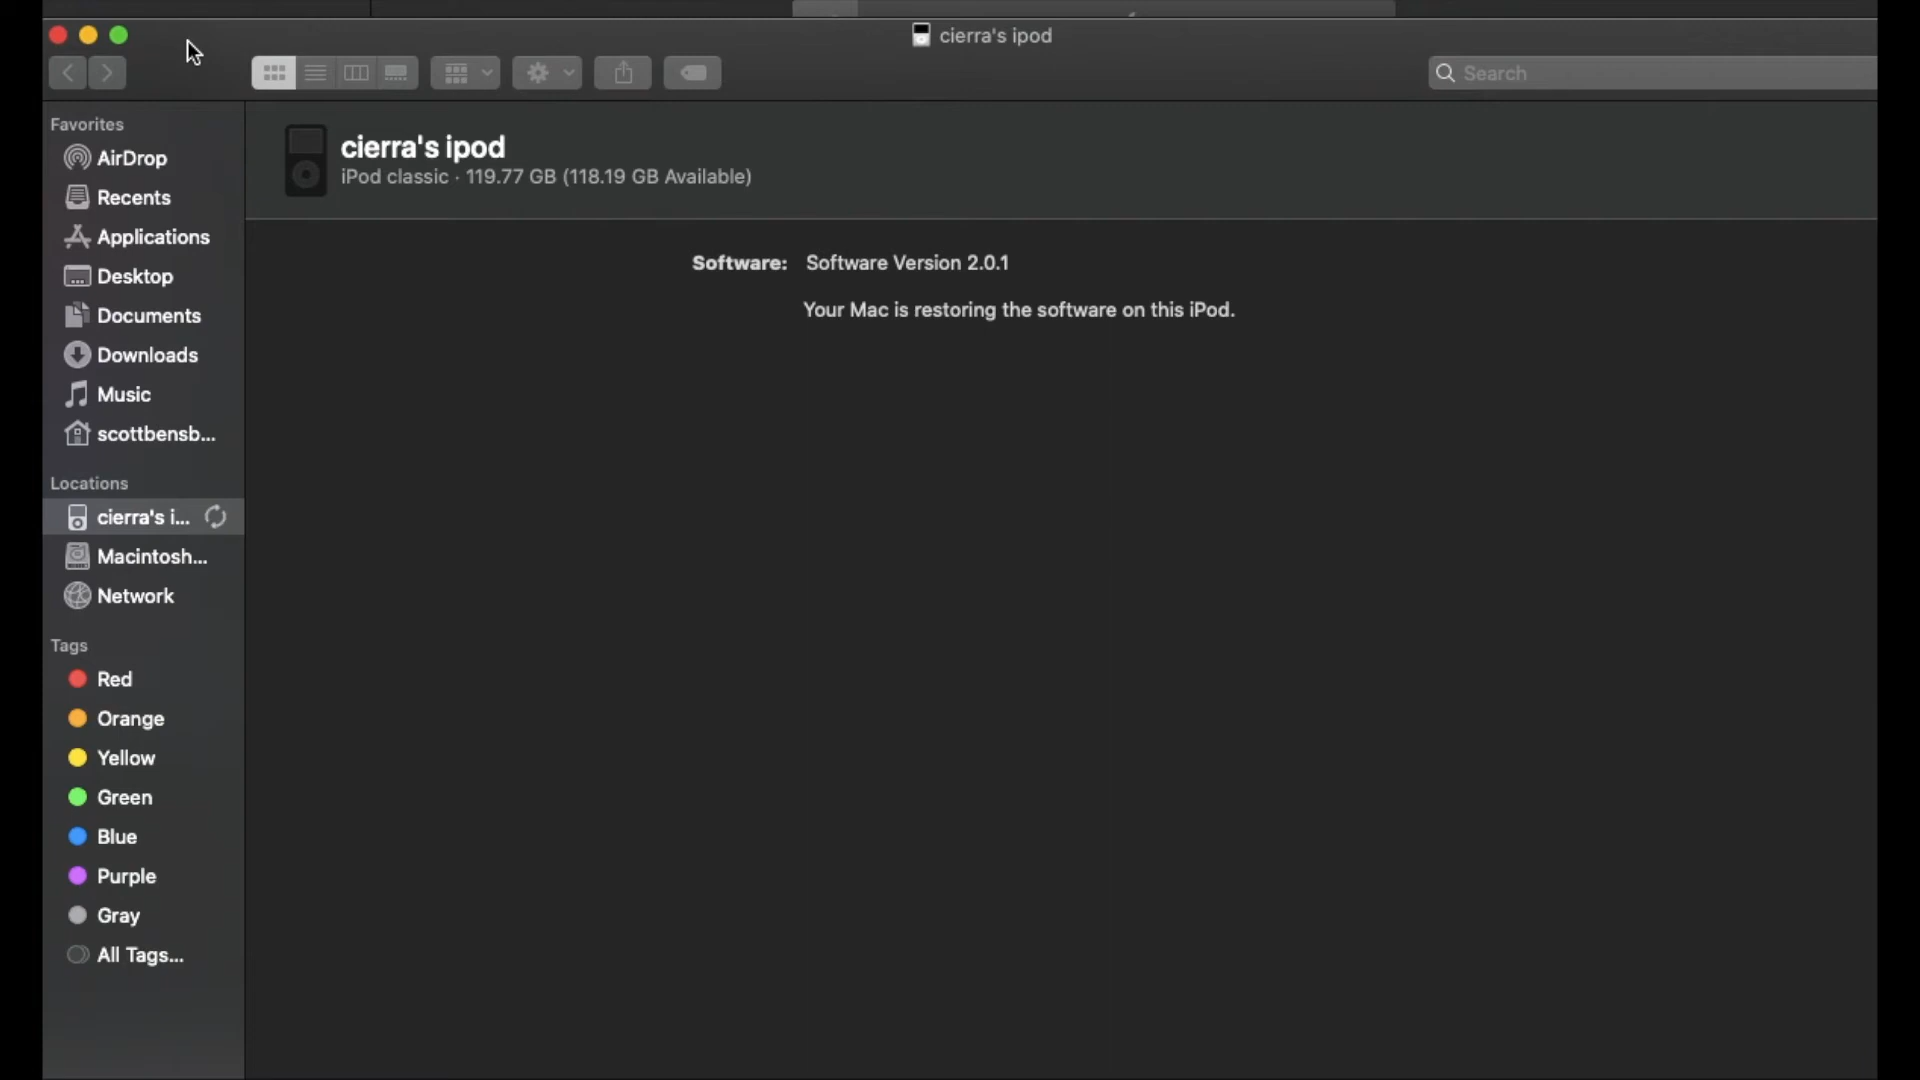 cierra's ipod
Search
Favorites
AirDrop
Recents
Applications
Desktop
Documents
Downloads
Music
scottbensb...
Locations
cierra's i...
Macintosh...
Network
Tags
Red
Orange
Yellow
Green
Blue
Purple
Gray
All Tags...
cierra's ipod
iPod classic · 119.77 GB (118.19 GB Available)
Software: Software Version 2.0.1
Your Mac is restoring the software on this iPod.